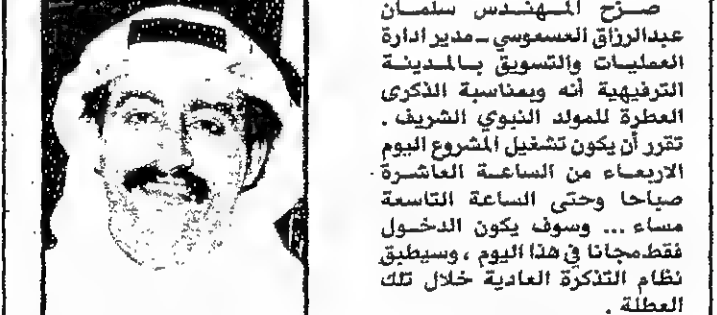 صرح المهندس سلمان
عبدالرزاق العسعوسي ـ مدير ادارة
العمليات والتسويق بالمدينة
الترفيهية أنه وبمناسبة الذكرى
العطرة للمولد النبوي الشريف .
تقرر أن يكون تشغيل المشروع اليوم
الاربعاء من الساعة العاشرة
صباحا وحتى الساعة التاسعة
مساء ... وسوف يكون الدخول
فقط مجانا في هذا اليوم ، وسيطبق
نظام التذكرة العادية خلال تلك
العطلة .